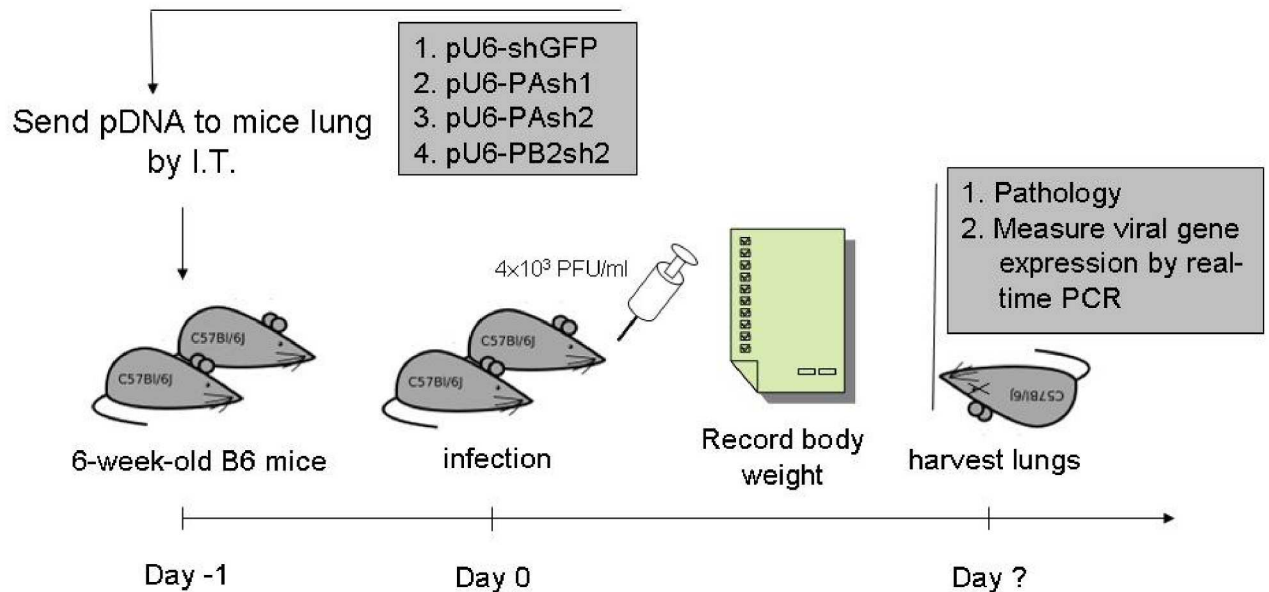 1. pU6-shGFP
2. pU6-PAsh1
3. pU6-PAsh2
4. pU6-PB2sh2
Send pDNA to mice lung
by I.T.
1. Pathology
2. Measure viral gene
expression by real-
time PCR
4x10³ PFU/ml
C57Bl/6J
C57Bl/6J
C57Bl/6J
C57Bl/6J
C57Bl/6J
6-week-old B6 mice
infection
Record body
weight
harvest lungs
Day -1
Day 0
Day ?